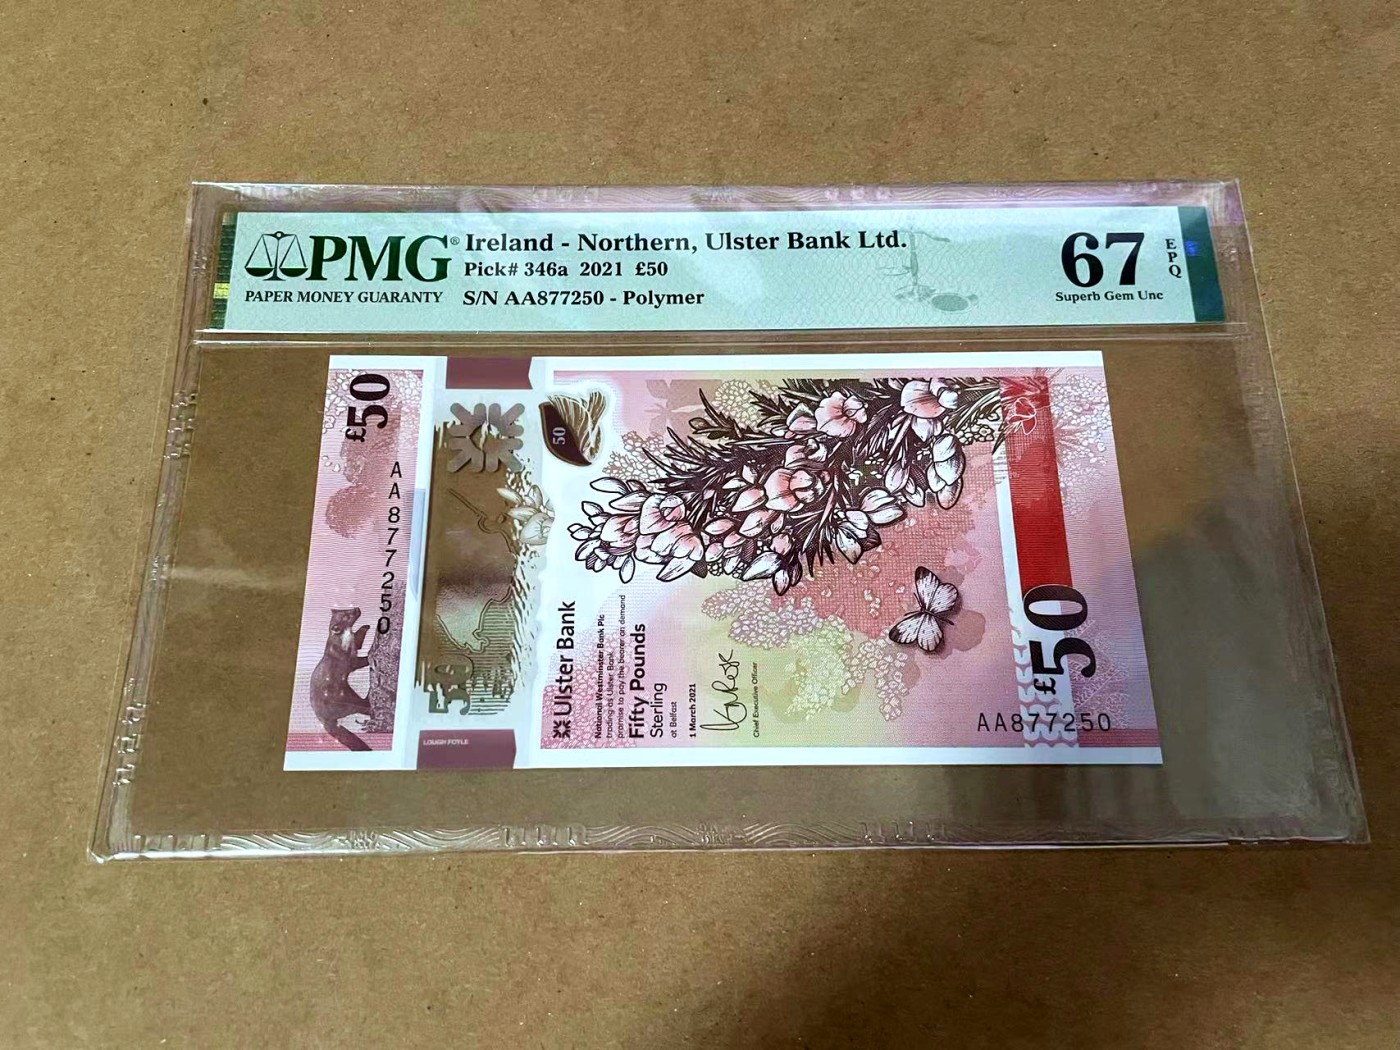 PMG®
PAPER MONEY GUARANTY
Ireland - Northern, Ulster Bank Ltd.
Pick# 346a 2021 £50
S/N AA877250 - Polymer
67
EPQ
Superb Gem Unc
£50
AA877250
50
50
LOUGH FOYLE
Ulster Bank
National Westminster Bank Plc
trading as Ulster Bank
promise to pay the bearer on demand
Fifty Pounds
Sterling
at Belfast
1 March 2021
Chief Executive Officer
£50
AA877250